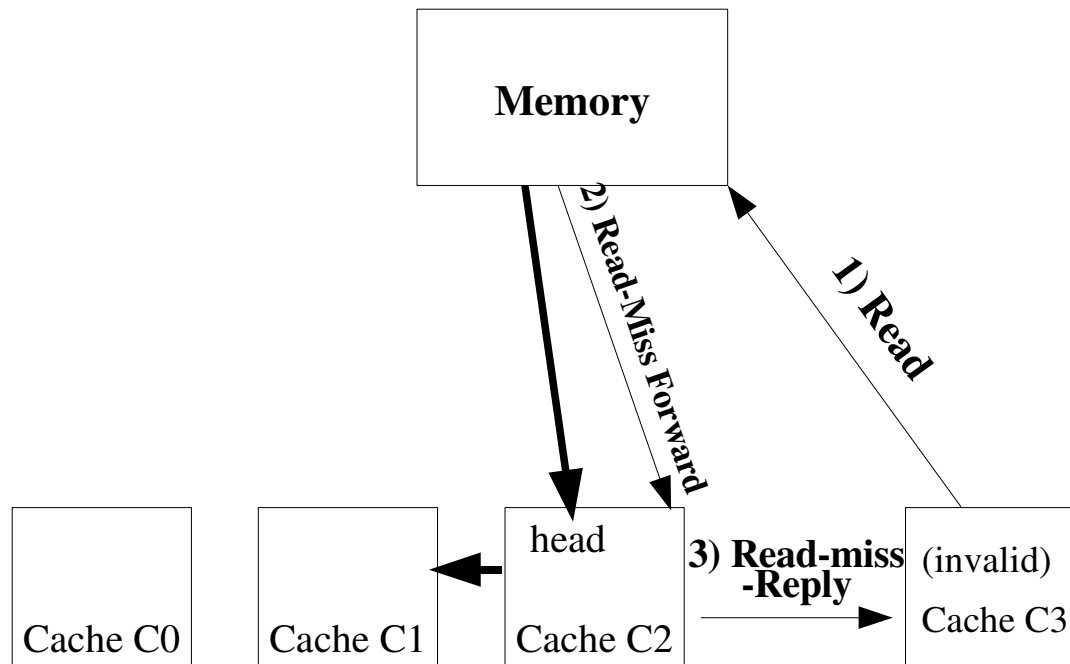 Memory
2) Read-Miss Forward
1) Read
head
3) Read-miss
-Reply
(invalid)
Cache C0
Cache C1
Cache C2
Cache C3